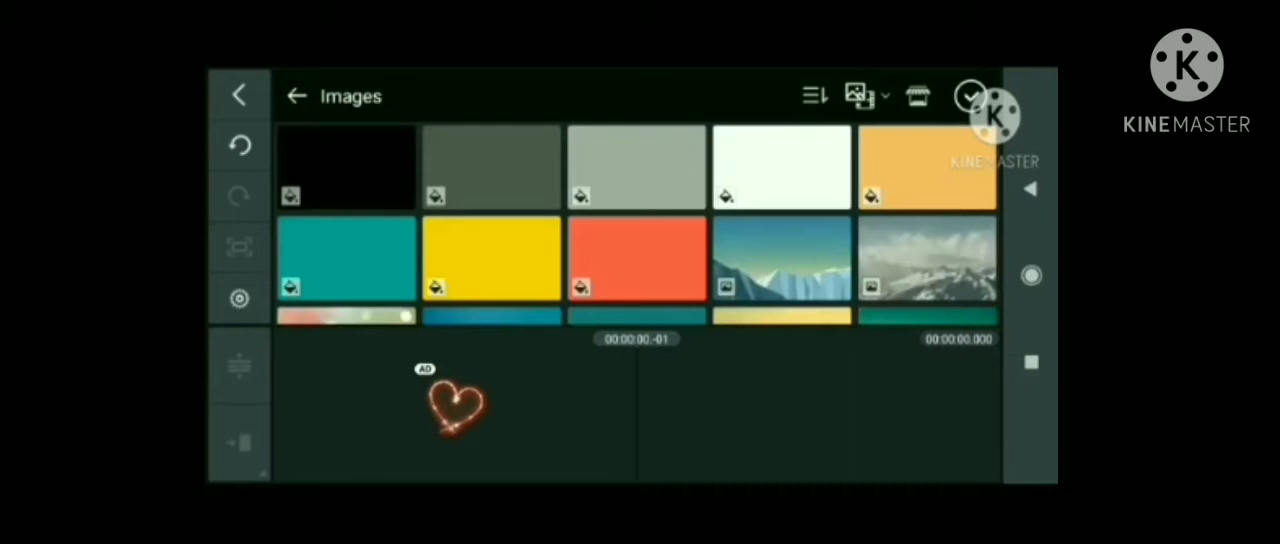 Images
K
KINEMASTER
K
KINEMASTER
00:00:00.-01
00:00:00.000
AD